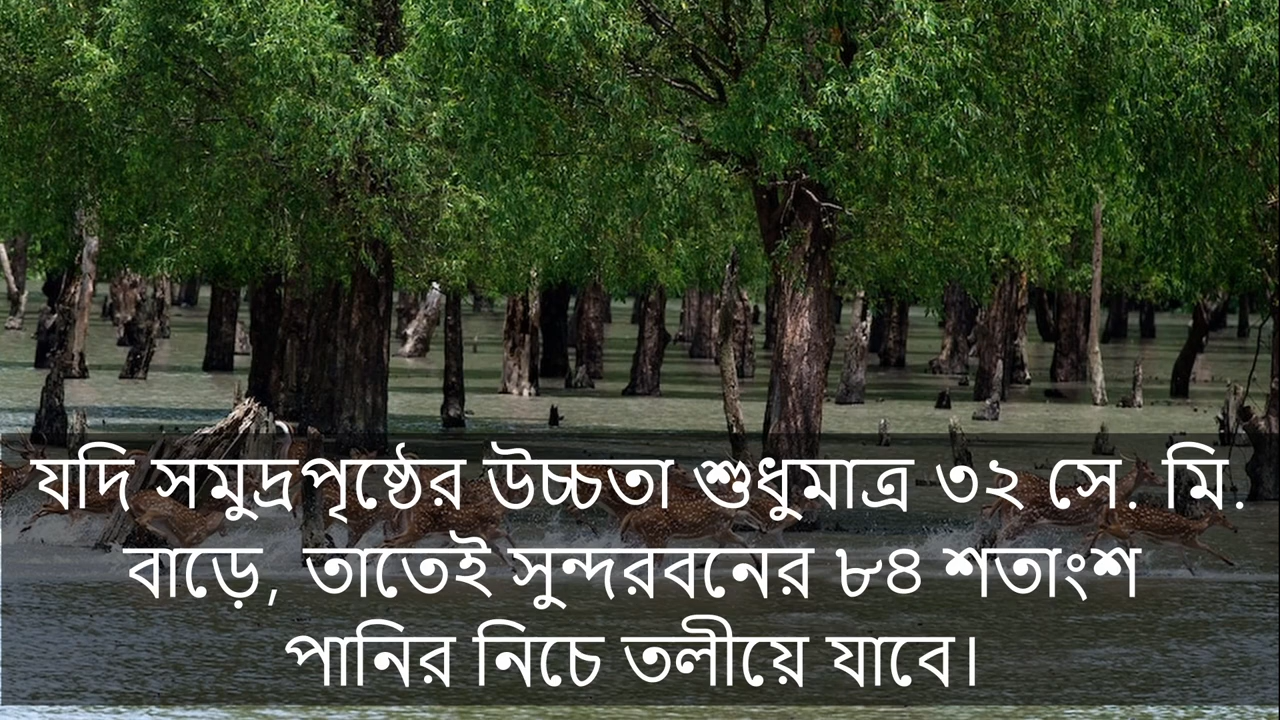 যদি সমুদ্রপৃষ্ঠের উচ্চতা শুধুমাত্র ৩২ সে. মি.
বাড়ে, তাতেই সুন্দরবনের ৮৪ শতাংশ
পানির নিচে তলীয়ে যাবে।